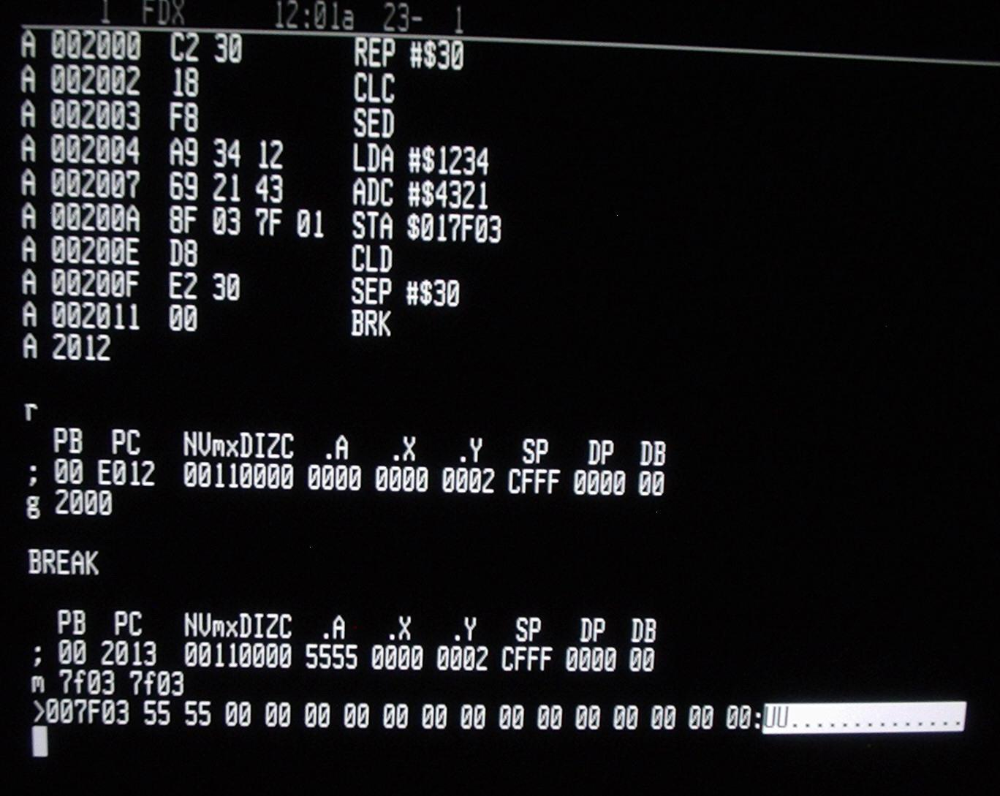 1 FDX 12:01a 23- 1
A 002000 C2 30 REP #$30
A 002002 18 CLC
A 002003 F8 SED
A 002004 A9 34 12 LDA #$1234
A 002007 69 21 43 ADC #$4321
A 00200A 8F 03 7F 01 STA $017F03
A 00200E D8 CLD
A 00200F E2 30 SEP #$30
A 002011 00 BRK
A 2012
r
PB PC NVmxDIZC .A .X .Y SP DP DB
; 00 E012 00110000 0000 0000 0002 CFFF 0000 00
g 2000
BREAK
PB PC NVmxDIZC .A .X .Y SP DP DB
; 00 2013 00110000 5555 0000 0002 CFFF 0000 00
m 7f03 7f03
>007F03 55 55 00 00 00 00 00 00 00 00 00 00 00 00 00 00:UU..............